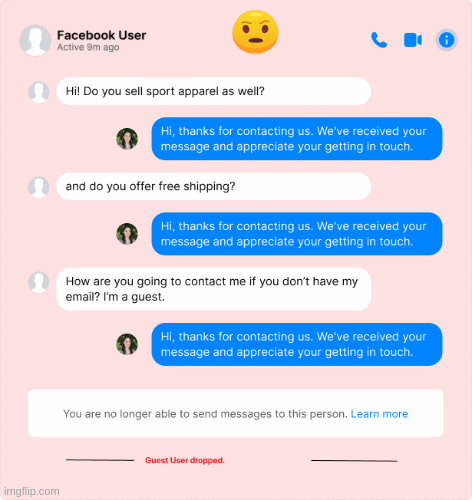 Facebook User
Active 9m ago
Hi! Do you sell sport apparel as well?
Hi, thanks for contacting us. We've received your
message and appreciate your getting in touch.
and do you offer free shipping?
Hi, thanks for contacting us. We've received your
message and appreciate your getting in touch.
How are you going to contact me if you don't have my
email? I'm a guest.
Hi, thanks for contacting us. We've received your
message and appreciate your getting in touch.
You are no longer able to send messages to this person. Learn more
Guest User dropped.
imgflip.com